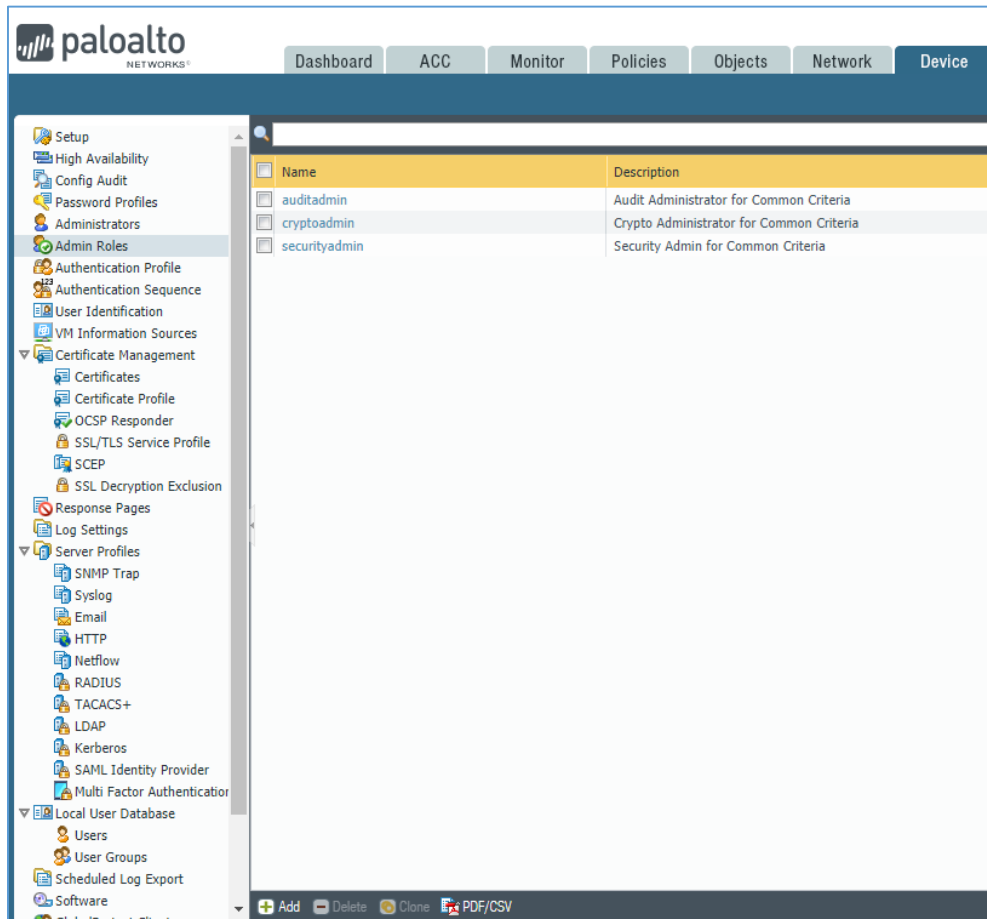 paloalto
NETWORKS®
Dashboard ACC Monitor Policies Objects Network Device
Setup
High Availability
Config Audit
Password Profiles
Administrators
Admin Roles
Authentication Profile
Authentication Sequence
User Identification
VM Information Sources
Certificate Management
Certificates
Certificate Profile
OCSP Responder
SSL/TLS Service Profile
SCEP
SSL Decryption Exclusion
Response Pages
Log Settings
Server Profiles
SNMP Trap
Syslog
Email
HTTP
Netflow
RADIUS
TACACS+
LDAP
Kerberos
SAML Identity Provider
Multi Factor Authentication
Local User Database
Users
User Groups
Scheduled Log Export
Software
Name Description
auditadmin Audit Administrator for Common Criteria
cryptoadmin Crypto Administrator for Common Criteria
securityadmin Security Admin for Common Criteria
Add Delete Clone PDF/CSV